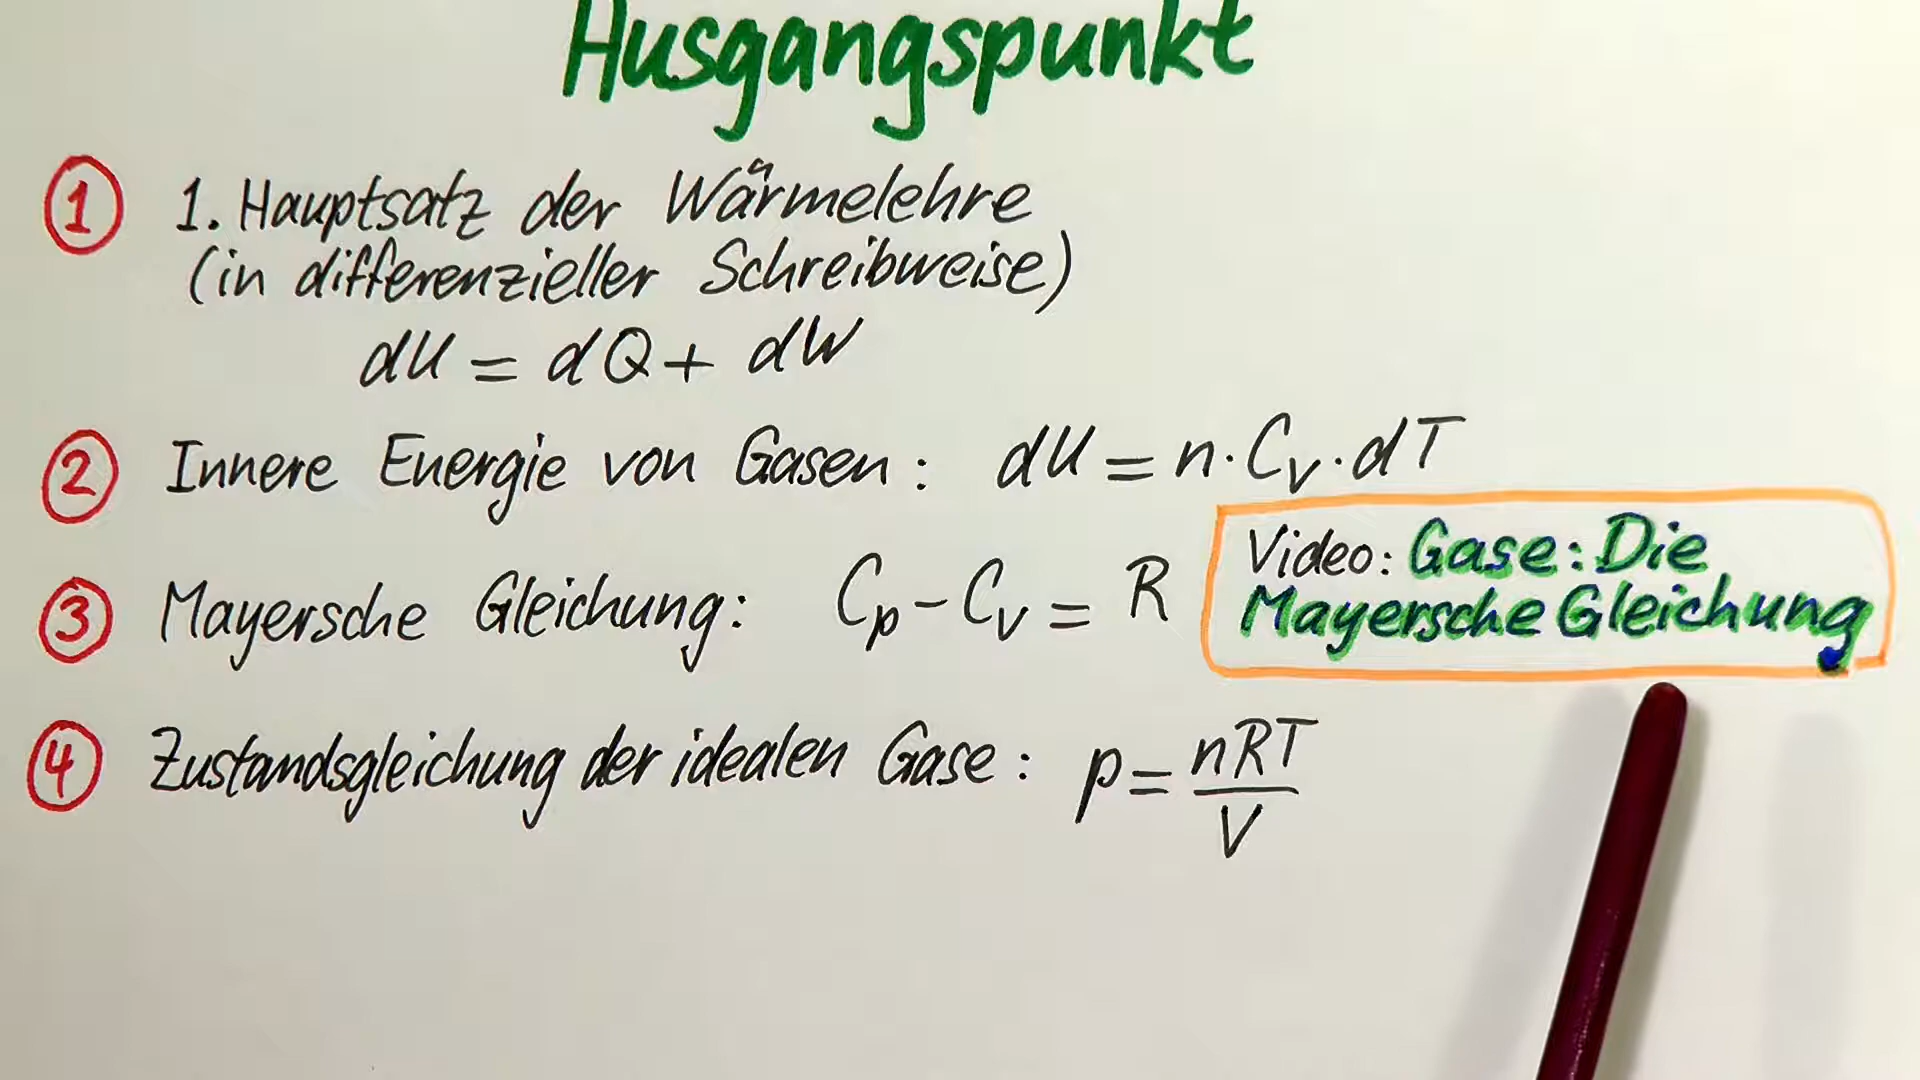 Ausgangspunkt
① 1. Hauptsatz der Wärmelehre
(in differenzieller Schreibweise)
dU = dQ + dW
② Innere Energie von Gasen: dU = n · C_V · dT
③ Mayersche Gleichung: C_p - C_V = R
Video: Gase: Die
Mayersche Gleichung
④ Zustandsgleichung der idealen Gase: p = nRT/V